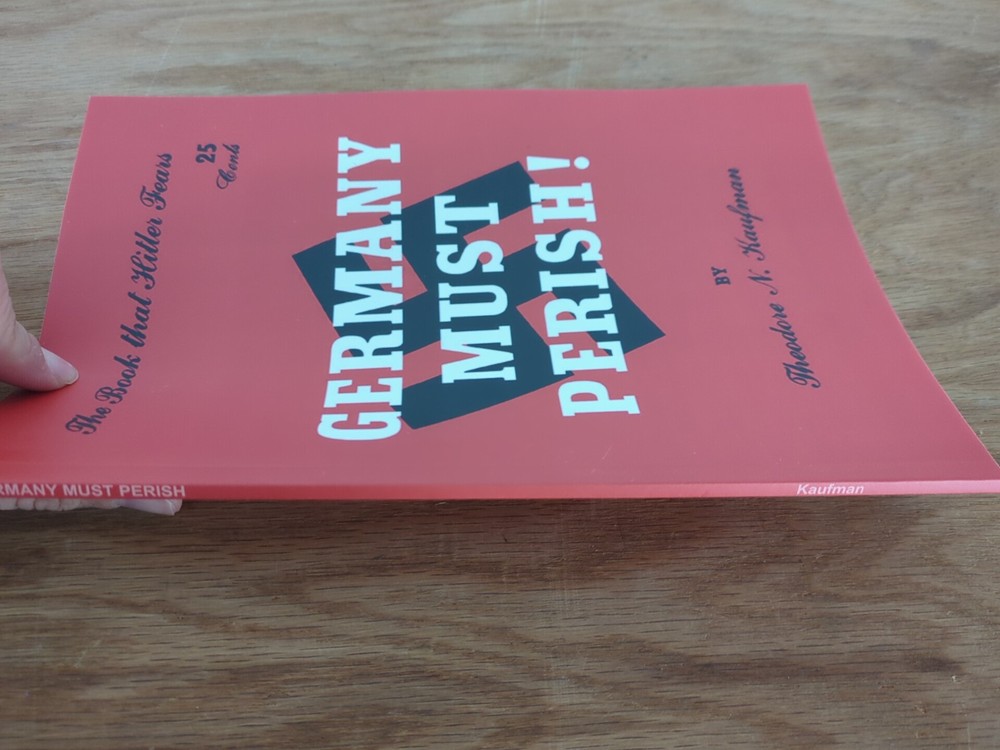 The Book that Hitler Fears
25
Cents
GERMANY
MUST
PERISH!
BY
Theodore N. Kaufman
RMANY MUST PERISH
Kaufman